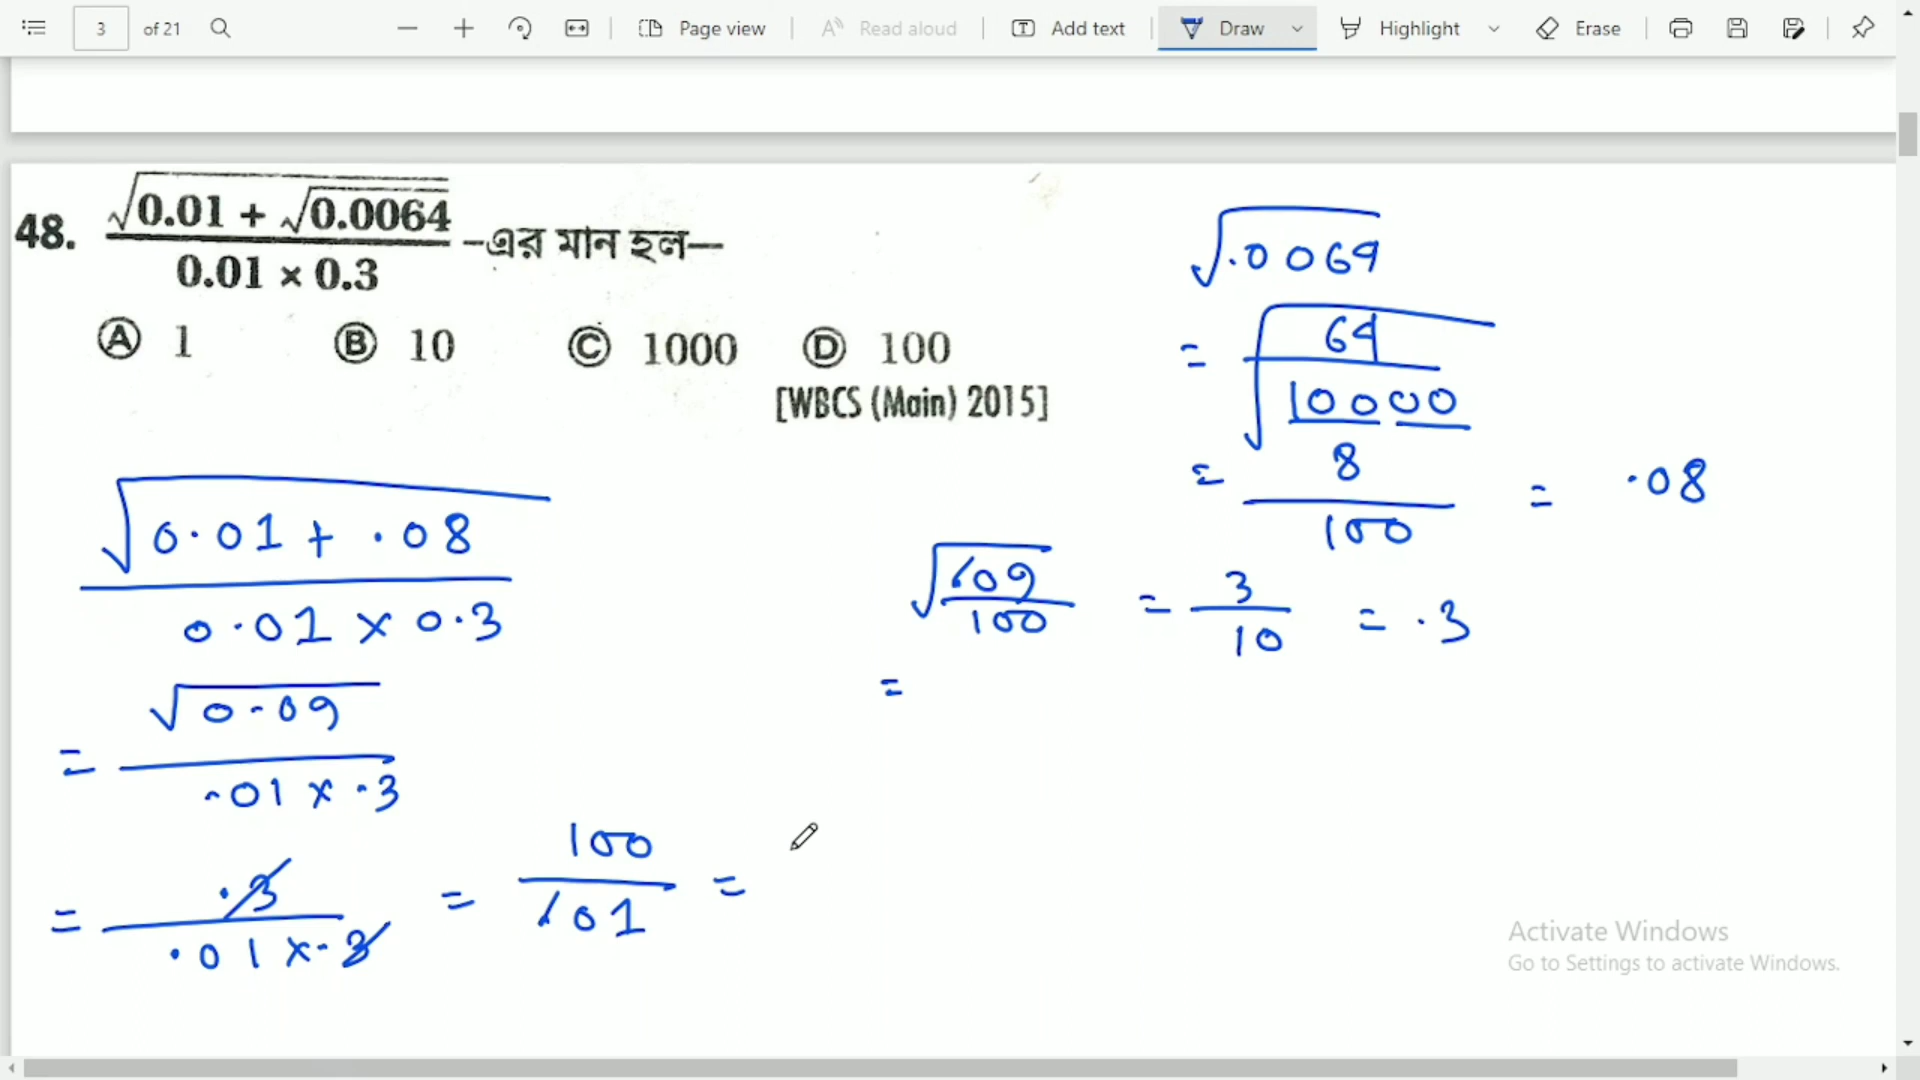 3 of 21 Page view Read aloud Add text Draw Highlight Erase
48. √(0.01 + √0.0064) / (0.01 × 0.3) –এর মান হল—
Ⓐ 1 Ⓑ 10 Ⓒ 1000 Ⓓ 100
[WBCS (Main) 2015]
√(0.01 + .08) / (0.01 × 0.3)
= √0.09 / (.01 × .3)
= .3 / (.01 × .3) = 100 / 101 =
√.0064
= √(64 / 10000)
= 8 / 100 = .08
√(109 / 100) = 3 / 10 = .3
=
Activate Windows
Go to Settings to activate Windows.